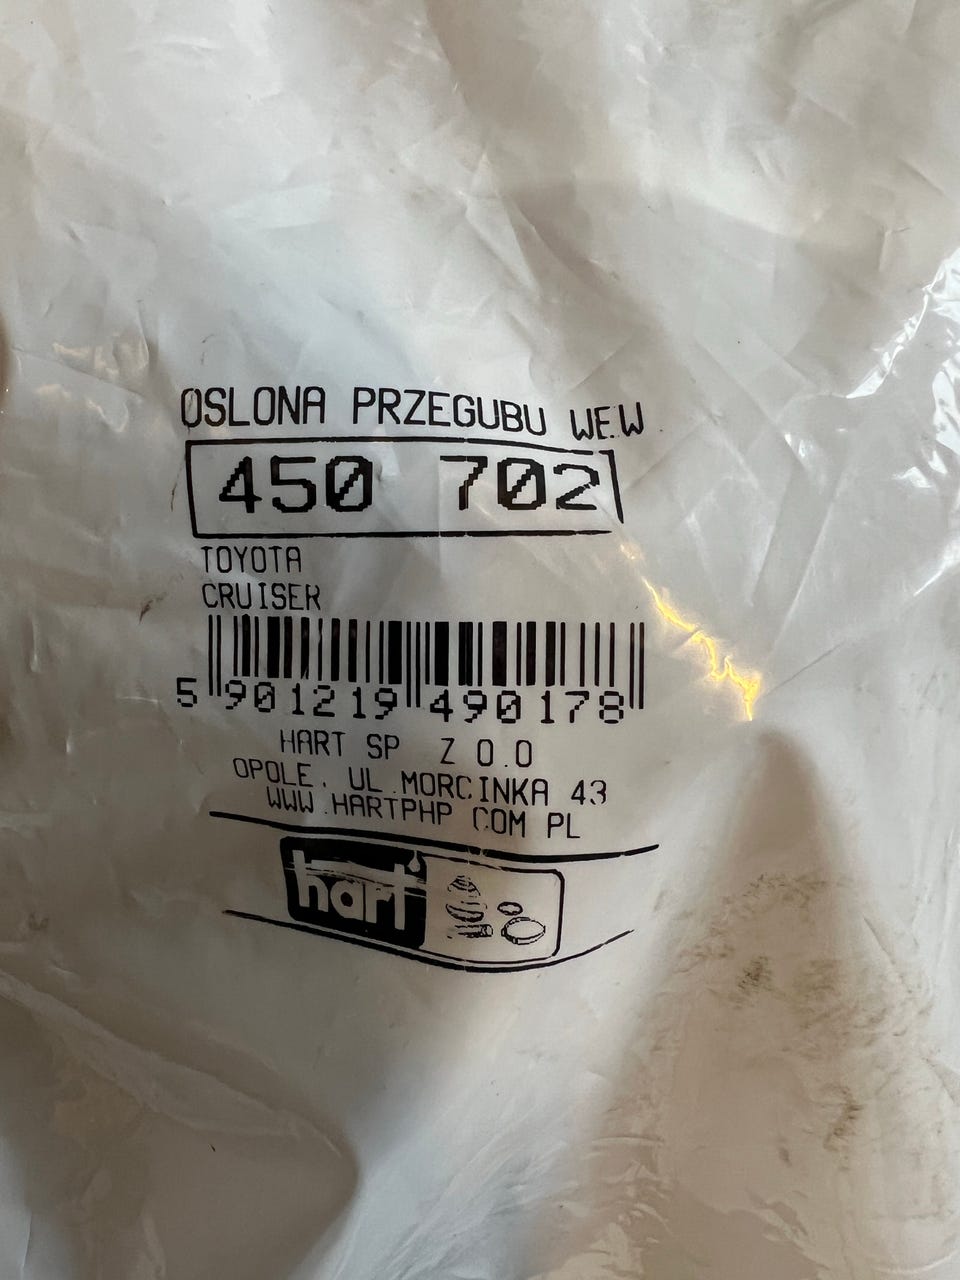 OSLONA PRZEGUBU WEW.
450 702
TOYOTA
CRUISER
5 901219 490178
HART SP Z O.O
OPOLE, UL.MORCINKA 43
WWW.HARTPHP COM PL
hart